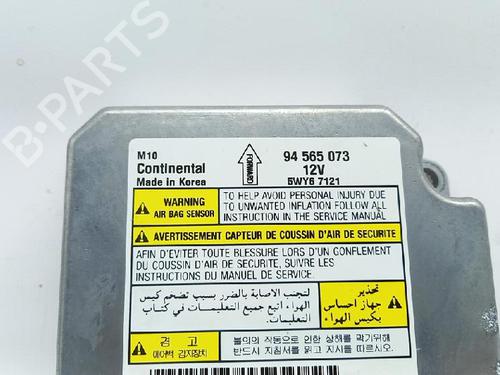 B-PARTS
M10
Continental
Made in Korea
FORWARD
94 565 073
12V
5WY6 7121
WARNING
AIR BAG SENSOR
TO HELP AVOID PERSONAL INJURY DUE
TO UNWANTED INFLATION FOLLOW ALL
INSTRUCTION IN THE SERVICE MANUAL
AVERTISSEMENT CAPTEUR DE COUSSIN D'AIR DE SECURITE
AFIN D'EVITER TOUTE BLESSURE LORS D'UN GONFLEMENT
DU COUSSIN D'AIR DE SECURITE, SUIVRE LES
INSTRUCTIONS DU MANUEL DE SERVICE.
تحذير
جهاز احساس
بكيس الهواء
لتجنب الاصابة بالضرر بسبب تضخم كيس
الهواء اتبع جميع التعليمات في كتاب
التعليمات.
경 고
에어백 감지장치
불의의 작동으로 인한 상해를 막기위해
반드시 지침서를 읽고 지시를 따르시오.